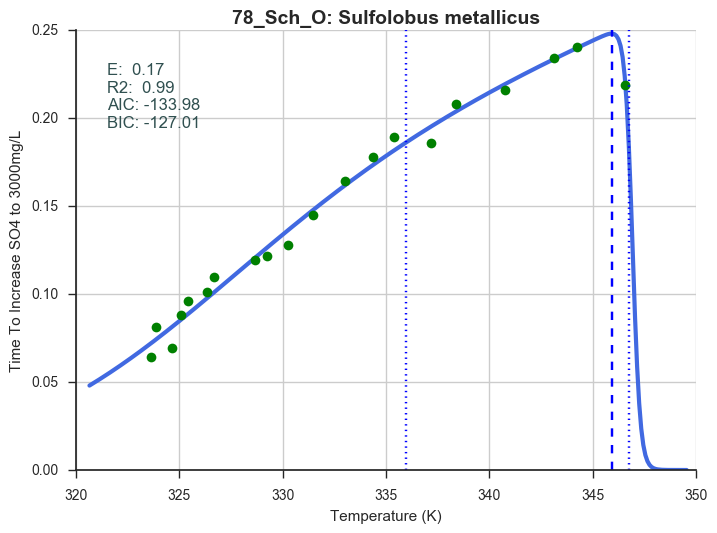 78_Sch_O: Sulfolobus metallicus
E:  0.17
R2:  0.99
AIC: -133.98
BIC: -127.01
Time To Increase SO4 to 3000mg/L
0.25
0.20
0.15
0.10
0.05
0.00
320 325 330 335 340 345 350
Temperature (K)